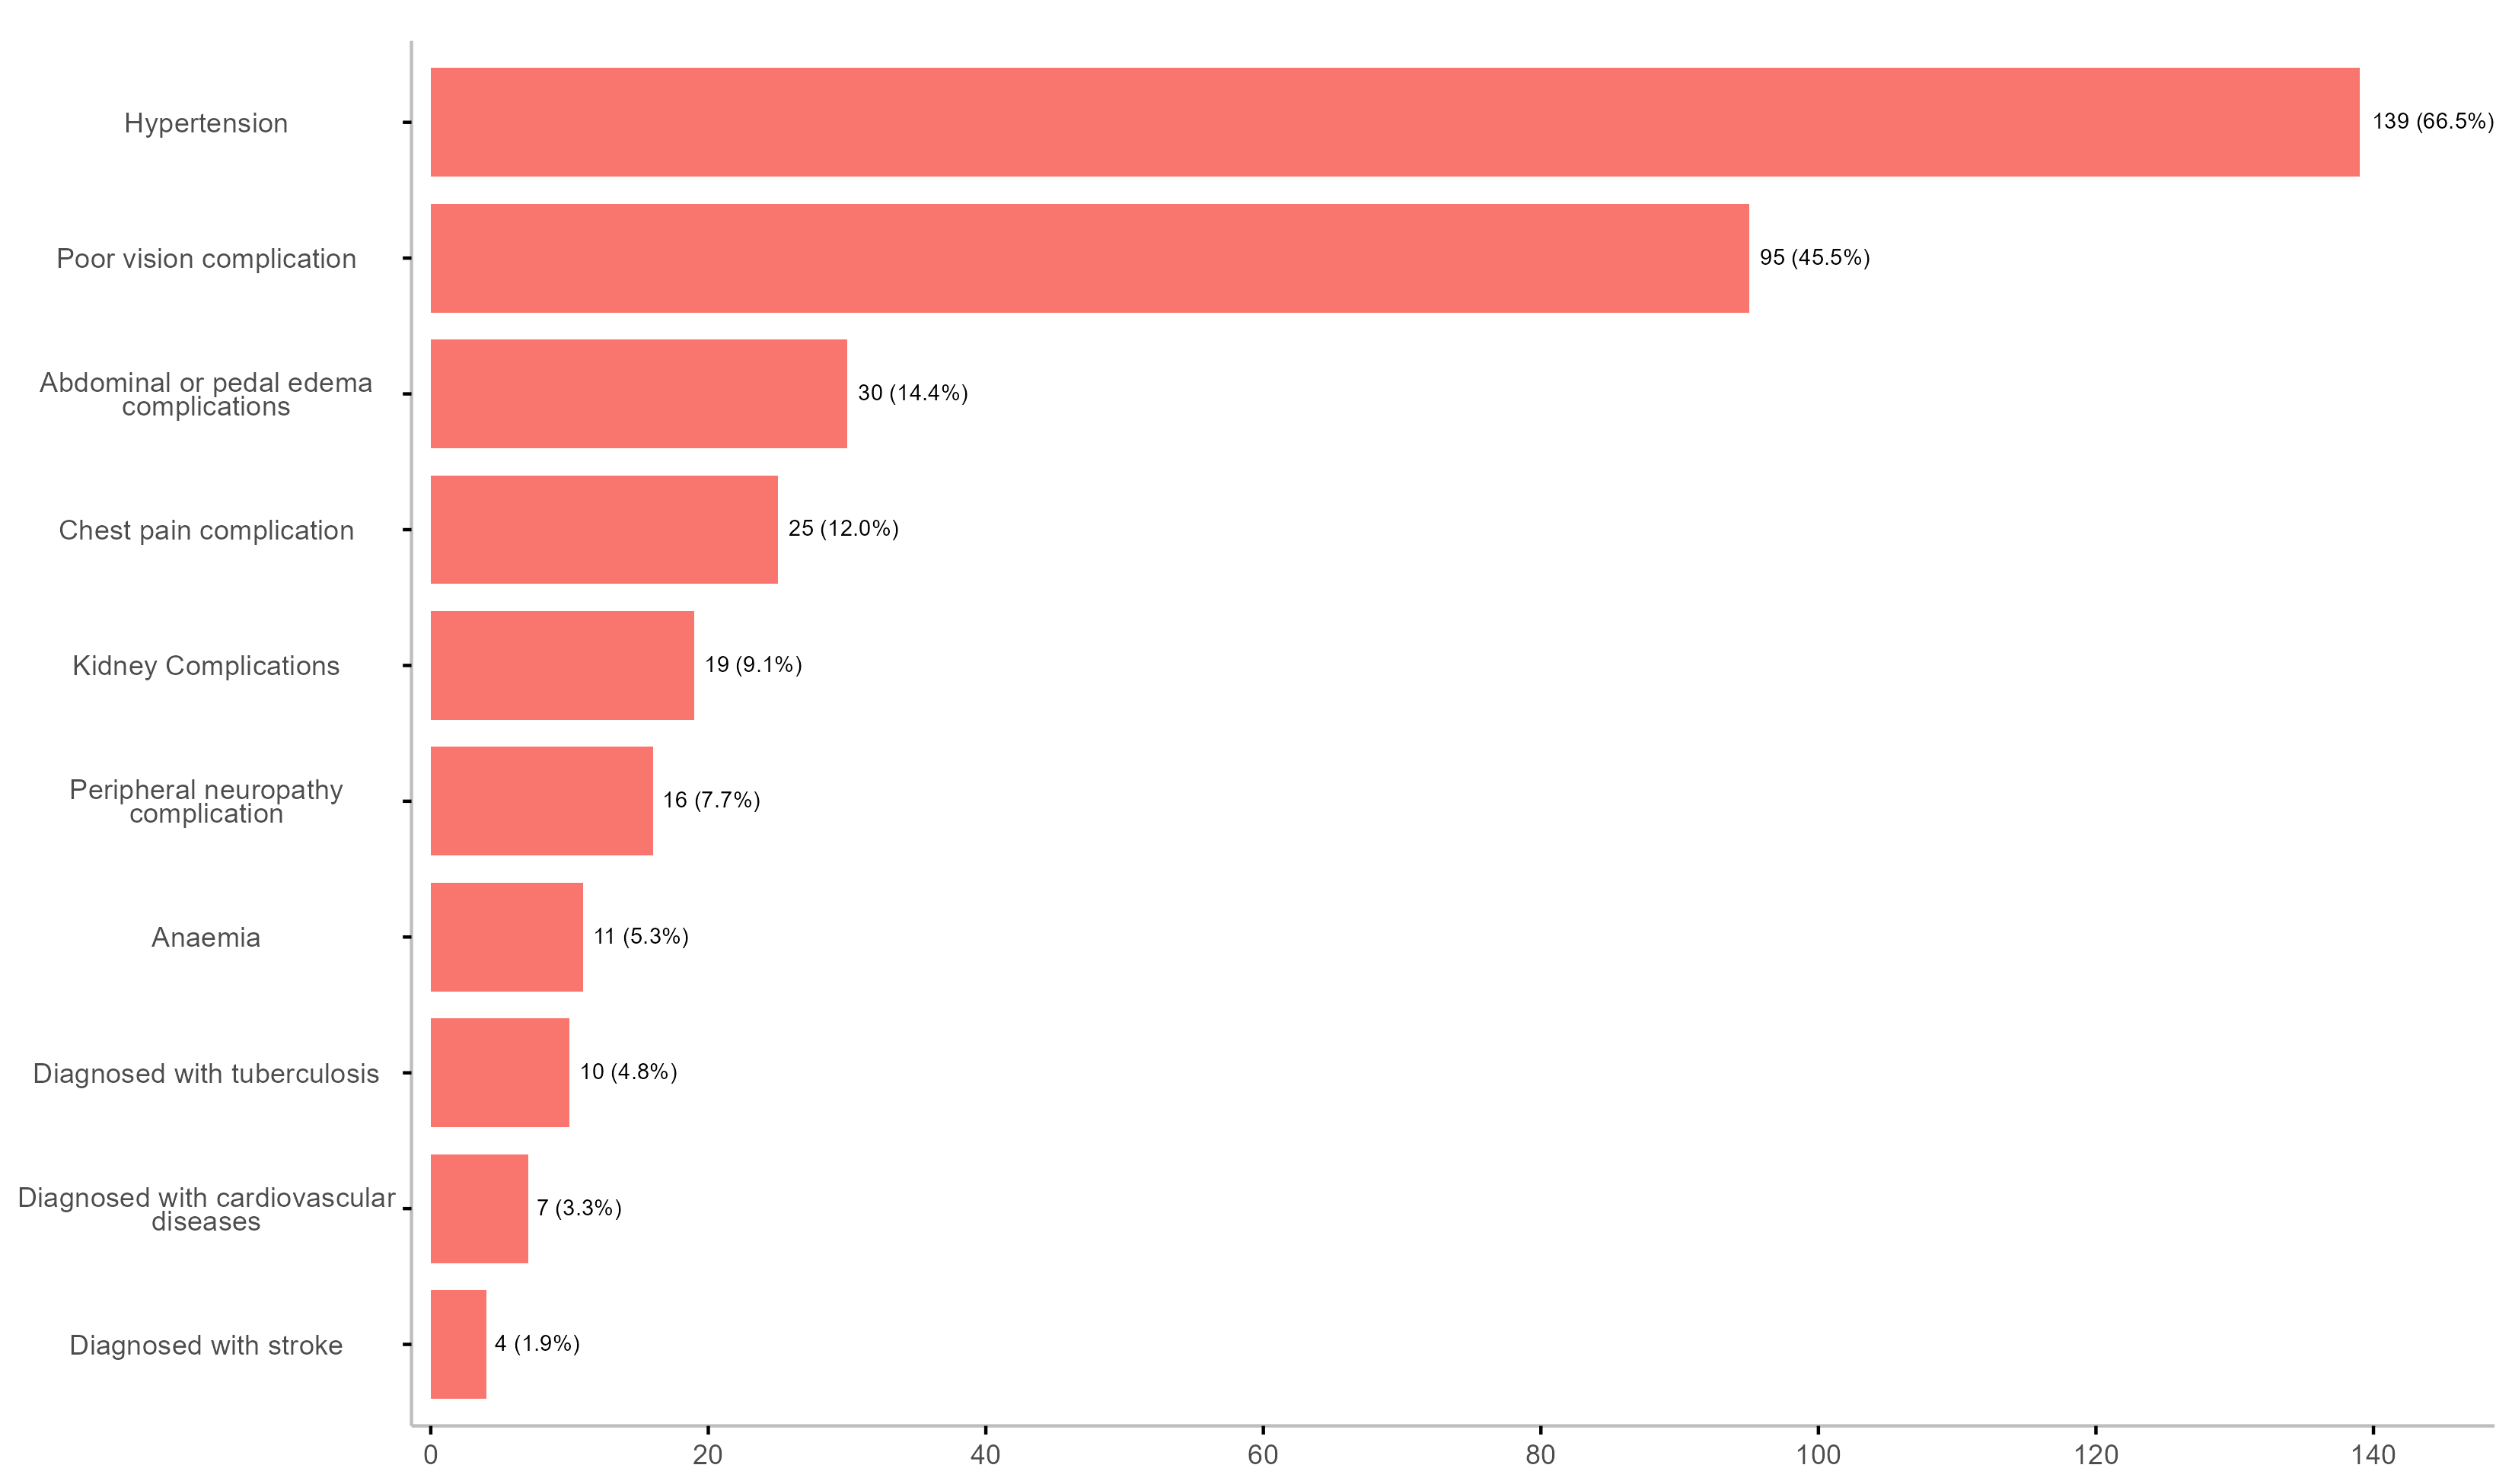 Hypertension
139 (66.5%)
Poor vision complication
95 (45.5%)
Abdominal or pedal edema
complications
30 (14.4%)
Chest pain complication
25 (12.0%)
Kidney Complications
19 (9.1%)
Peripheral neuropathy
complication
16 (7.7%)
Anaemia
11 (5.3%)
Diagnosed with tuberculosis
10 (4.8%)
Diagnosed with cardiovascular
diseases
7 (3.3%)
Diagnosed with stroke
4 (1.9%)
0 20 40 60 80 100 120 140